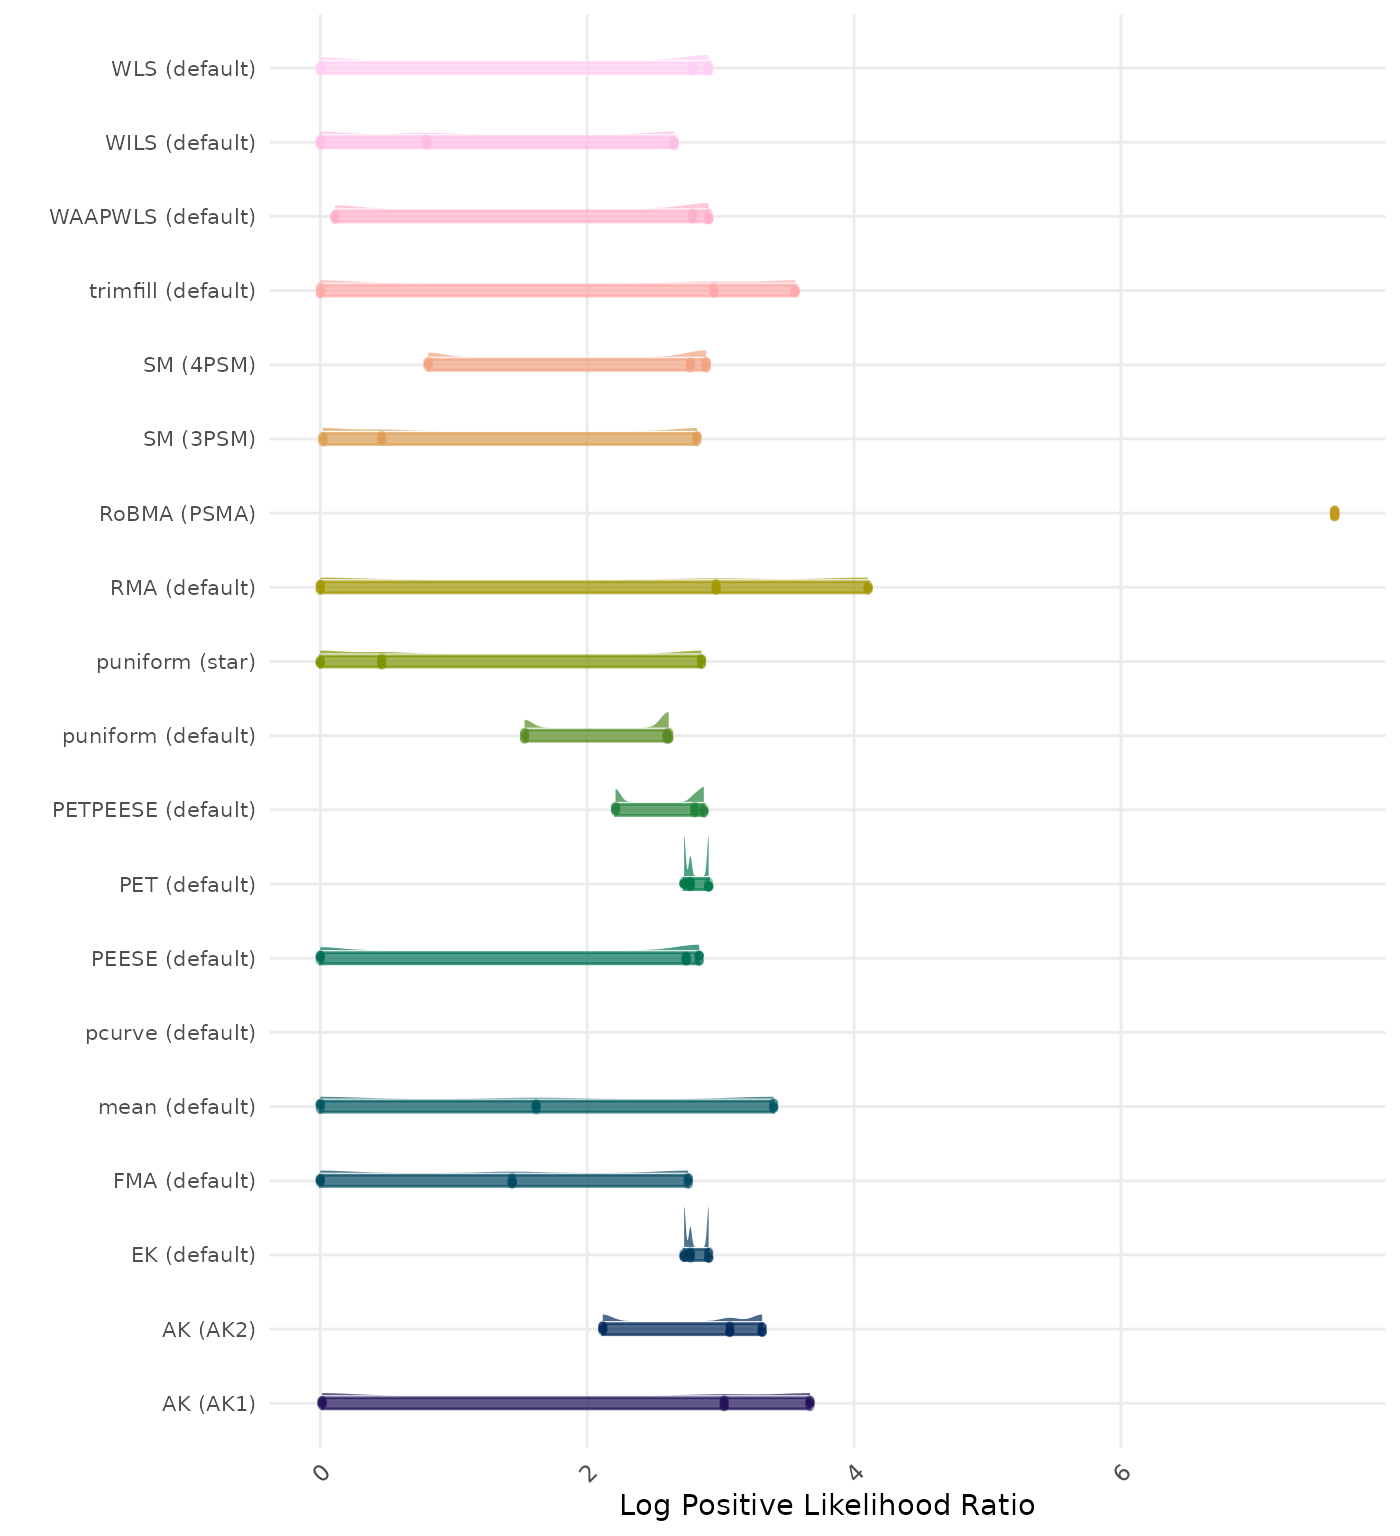 WLS (default)
WILS (default)
WAAPWLS (default)
trimfill (default)
SM (4PSM)
SM (3PSM)
RoBMA (PSMA)
RMA (default)
puniform (star)
puniform (default)
PETPEESE (default)
PET (default)
PEESE (default)
pcurve (default)
mean (default)
FMA (default)
EK (default)
AK (AK2)
AK (AK1)
0 2 4 6
Log Positive Likelihood Ratio